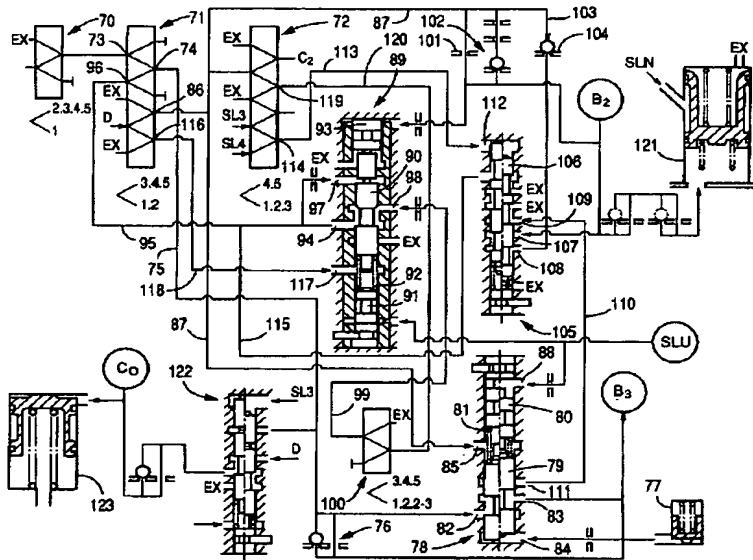 70
71
72
87
102
103
73
74
EX
EX
113
120
101
104
96
C2
89
112
SLN
EX
EX
86
93
B2
2.3.4.5
1
D
EX
119
90
106
121
SL3
98
EX
116
SL4
EX
EX
109
3.4.5
1.2
4.5
1.2.3
114
97
94
EX
107
95
92
108
75
118
117
91
EX
110
105
87
115
SLU
C0
122
SL3
88
B3
99
EX
81
80
D
79
85
77
EX
111
123
100
3.4.5
1.2.2-3
82
83
76
78
84